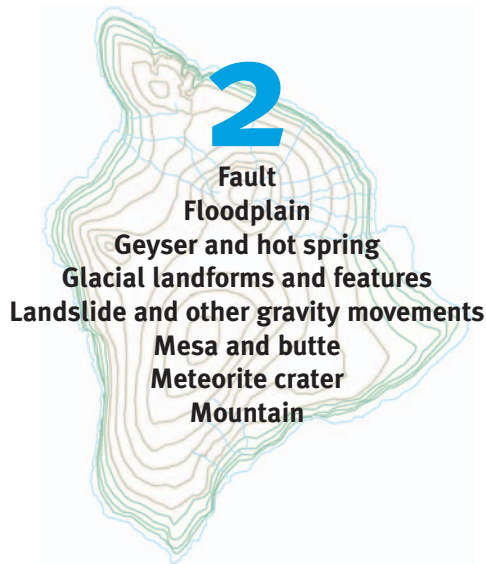 2
Fault
Floodplain
Geyser and hot spring
Glacial landforms and features
Landslide and other gravity movements
Mesa and butte
Meteorite crater
Mountain